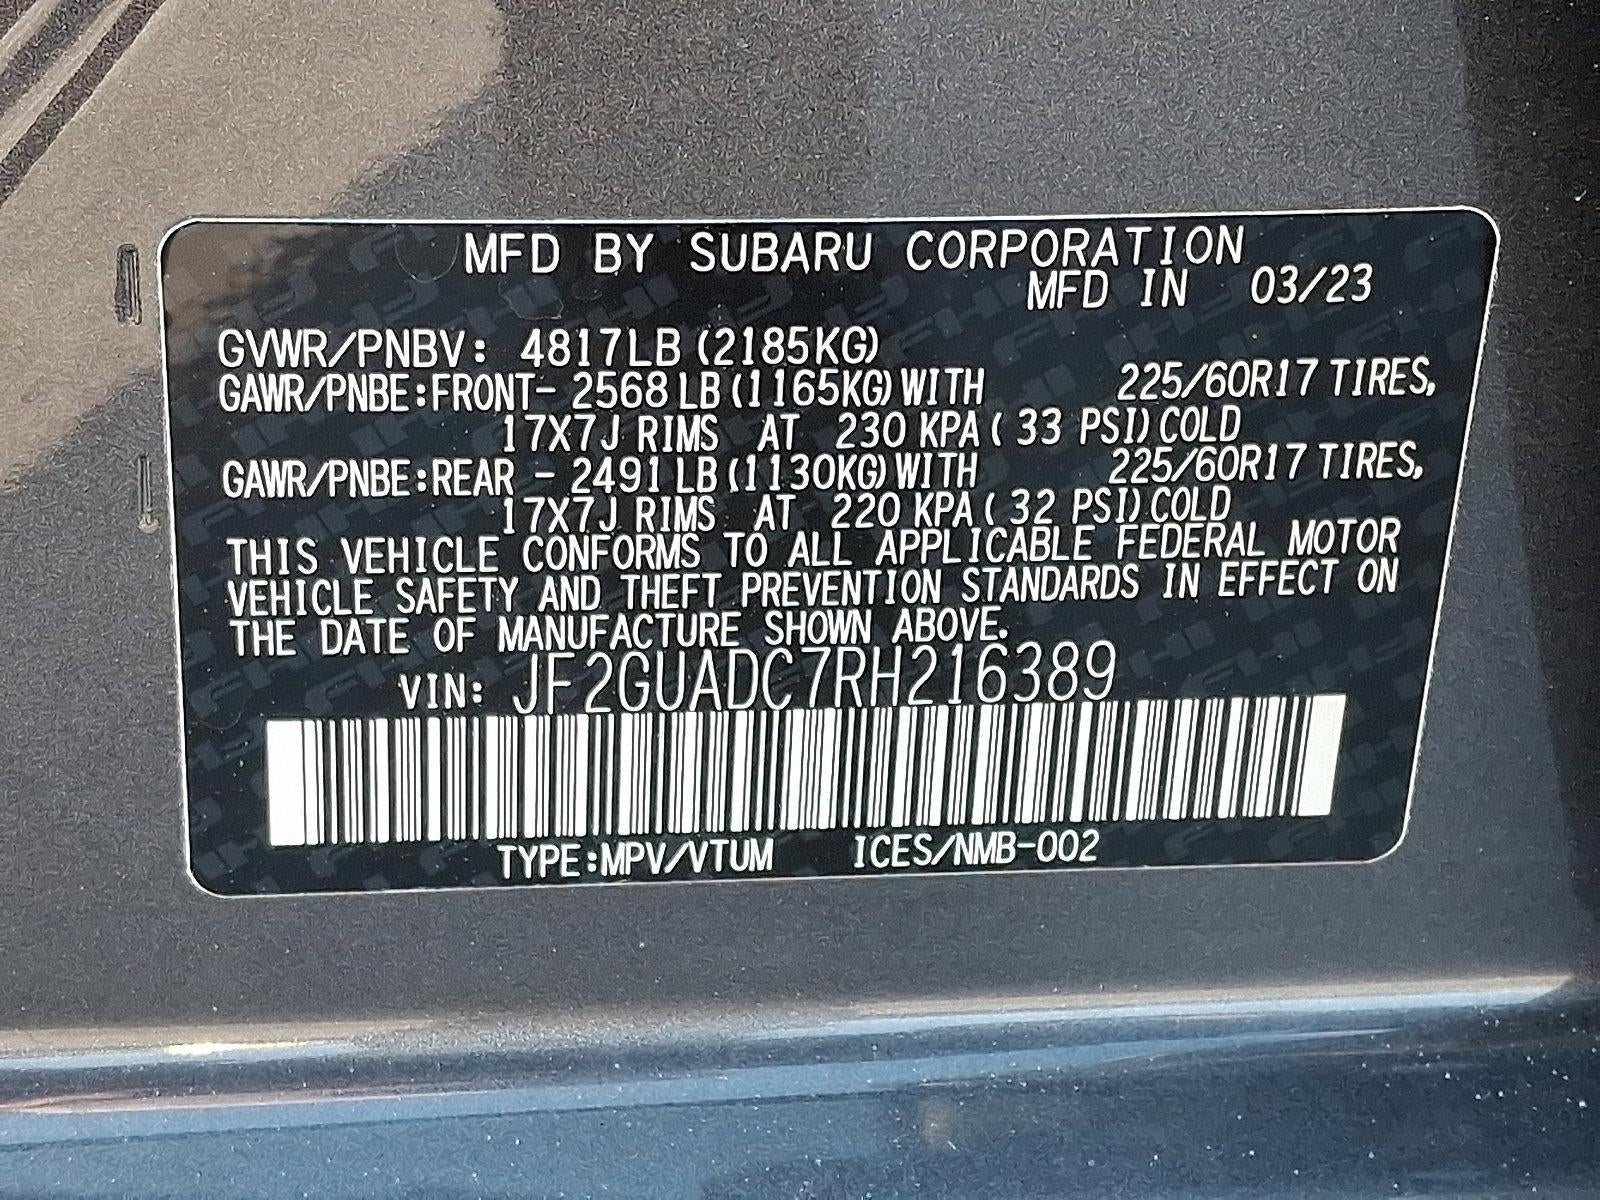 MFD BY SUBARU CORPORATION
MFD IN 03/23
GVWR/PNBV: 4817LB (2185KG)
GAWR/PNBE:FRONT- 2568 LB (1165KG) WITH 225/60R17 TIRES,
17X7J RIMS AT 230 KPA ( 33 PSI) COLD
GAWR/PNBE:REAR - 2491 LB (1130KG) WITH 225/60R17 TIRES,
17X7J RIMS AT 220 KPA ( 32 PSI) COLD
THIS VEHICLE CONFORMS TO ALL APPLICABLE FEDERAL MOTOR
VEHICLE SAFETY AND THEFT PREVENTION STANDARDS IN EFFECT ON
THE DATE OF MANUFACTURE SHOWN ABOVE.
VIN: JF2GUADC7RH216389
TYPE:MPV/VTUM ICES/NMB-002